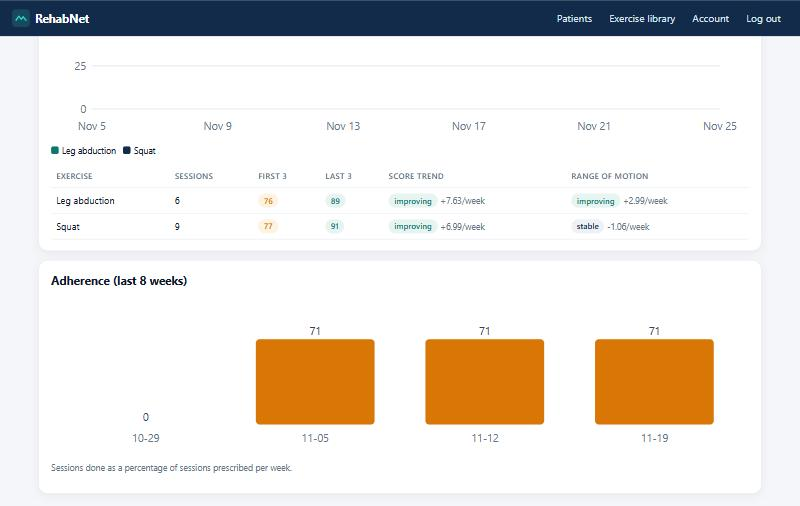 RehabNet Patients Exercise library Account Log out
25
0
Nov 5 Nov 9 Nov 13 Nov 17 Nov 21 Nov 25
Leg abduction Squat
EXERCISE SESSIONS FIRST 3 LAST 3 SCORE TREND RANGE OF MOTION
Leg abduction 6 76 89 improving +7.63/week improving +2.99/week
Squat 9 77 91 improving +6.99/week stable -1.06/week
Adherence (last 8 weeks)
0 71 71 71
10-29 11-05 11-12 11-19
Sessions done as a percentage of sessions prescribed per week.